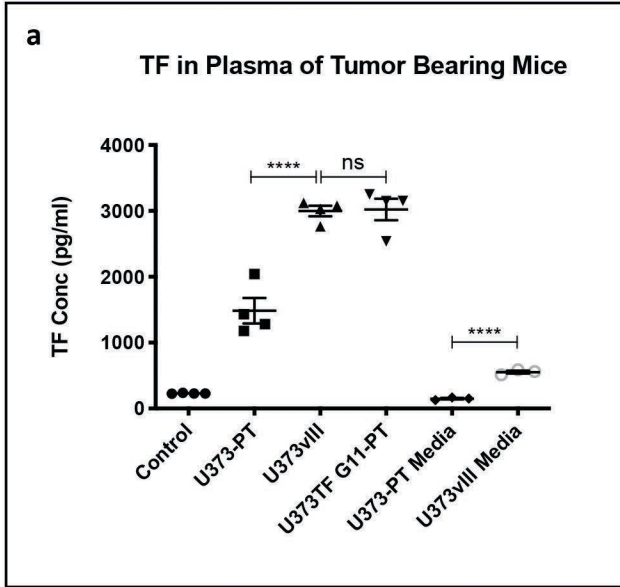 a
TF in Plasma of Tumor Bearing Mice
TF Conc (pg/ml)
4000
3000
2000
1000
0
****
ns
****
Control
U373-PT
U373vIII
U373TF G11-PT
U373-PT Media
U373vIII Media